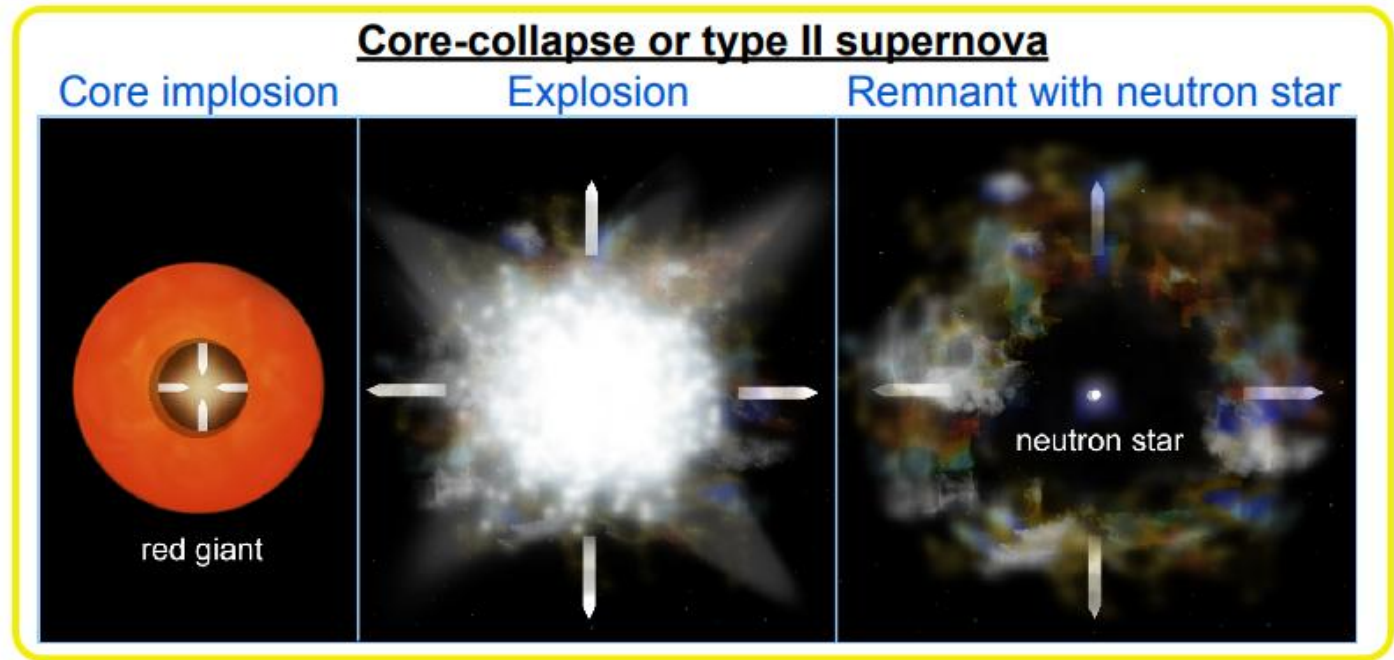 Core-collapse or type II supernova
Core implosion
Explosion
Remnant with neutron star
red giant
neutron star